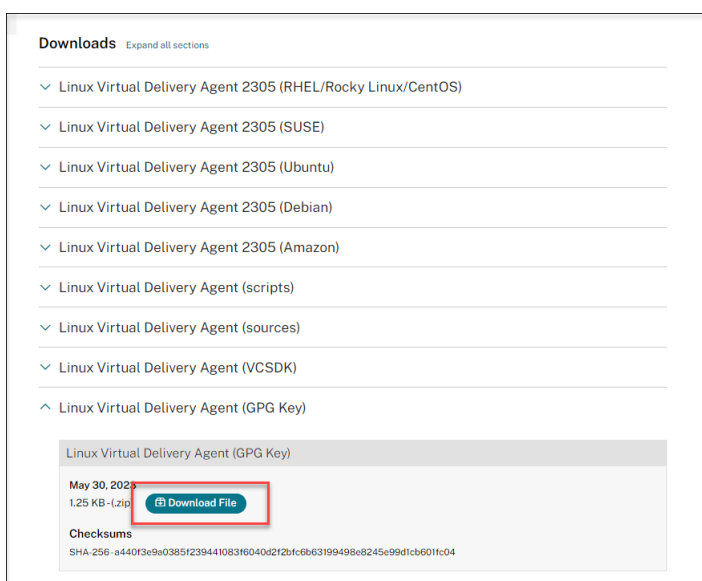 Downloads Expand all sections
Linux Virtual Delivery Agent 2305 (RHEL/Rocky Linux/CentOS)
Linux Virtual Delivery Agent 2305 (SUSE)
Linux Virtual Delivery Agent 2305 (Ubuntu)
Linux Virtual Delivery Agent 2305 (Debian)
Linux Virtual Delivery Agent 2305 (Amazon)
Linux Virtual Delivery Agent (scripts)
Linux Virtual Delivery Agent (sources)
Linux Virtual Delivery Agent (VCSDK)
Linux Virtual Delivery Agent (GPG Key)
Linux Virtual Delivery Agent (GPG Key)
May 30, 2023
1.25 KB - (.zip) Download File
Checksums
SHA-256 - a440f3e9a0385f239441083f6040d2f2bfc6b63199498e8245e99d1cb601fc04